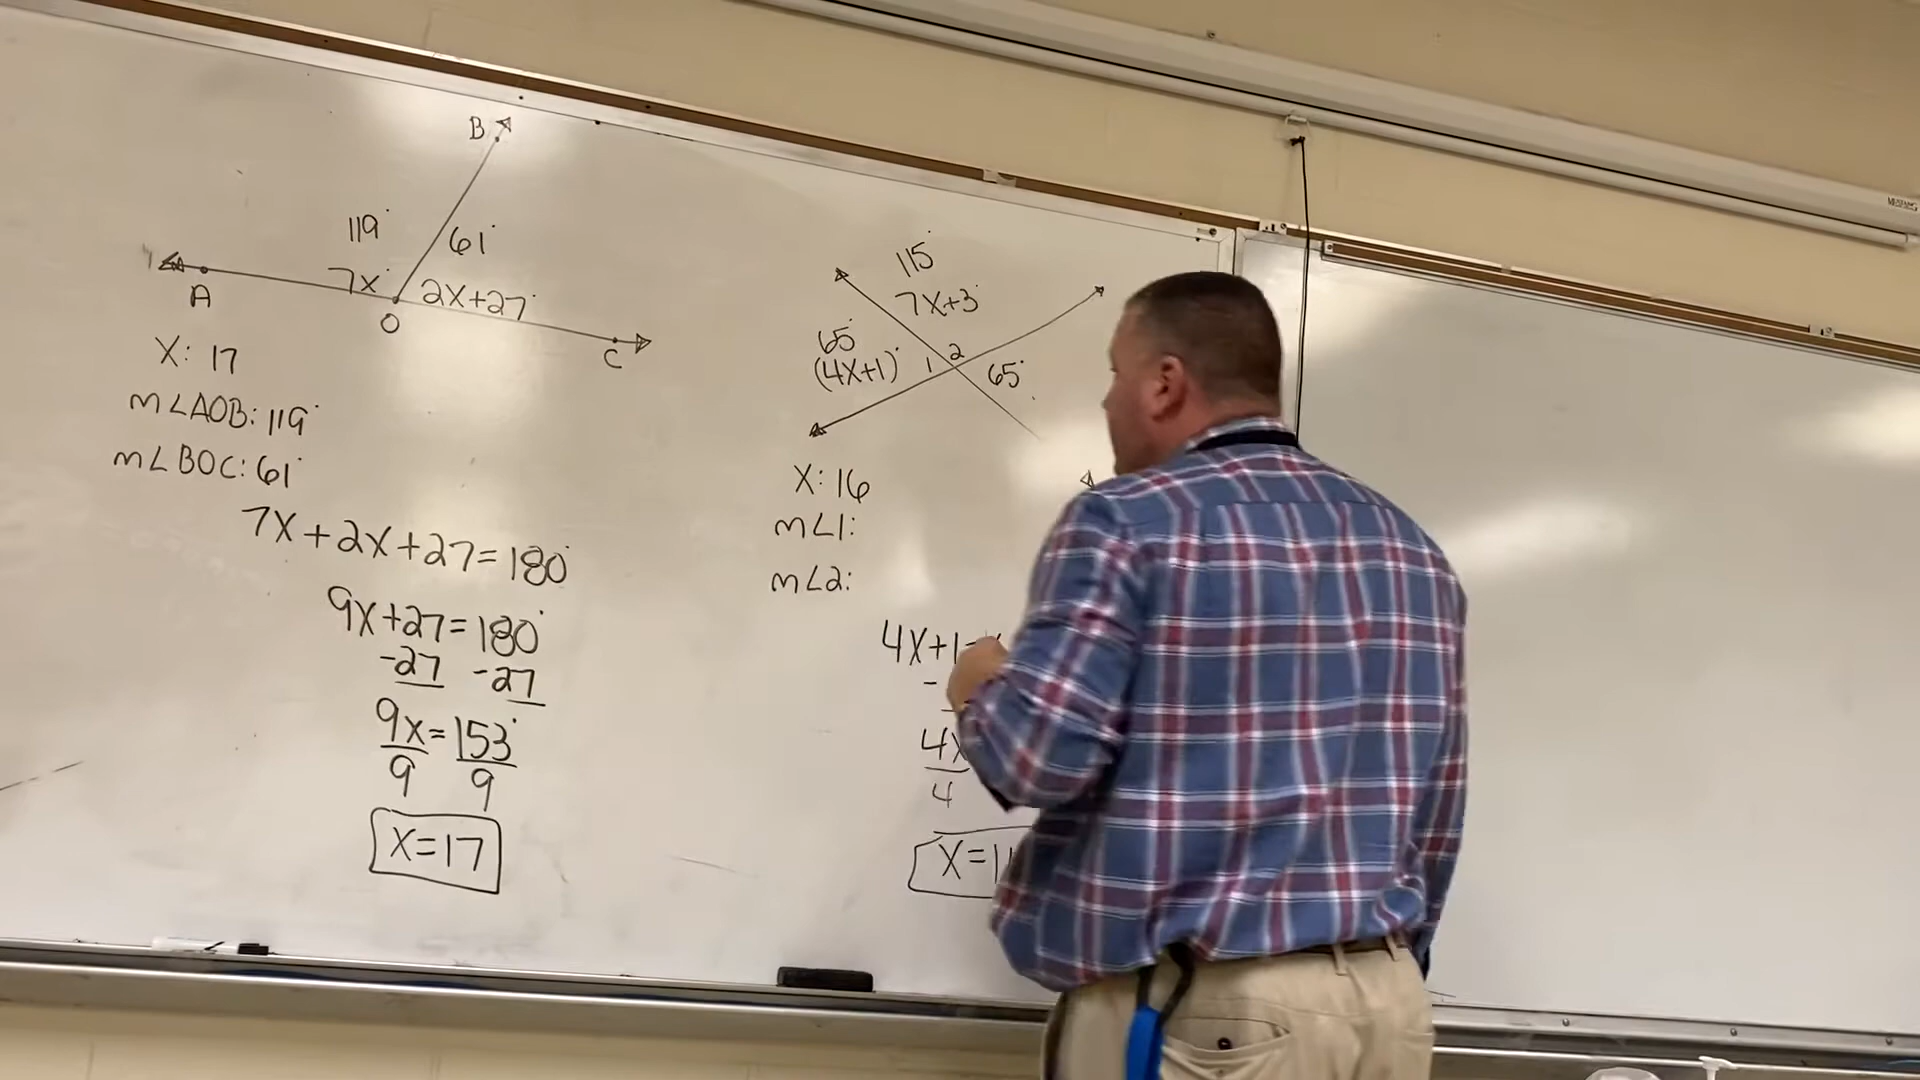 B
119°
61°
7x°
2x+27°
A
O
C
X: 17
m∠AOB: 119°
m∠BOC: 61°
7x+2x+27=180°
9x+27=180°
-27 -27
9x=153°
9 9
x=17
115°
7x+3°
65°
(4x+1)°
1
2
65°
X: 16
m∠1:
m∠2:
4x+1=
-
4x
4
x=1